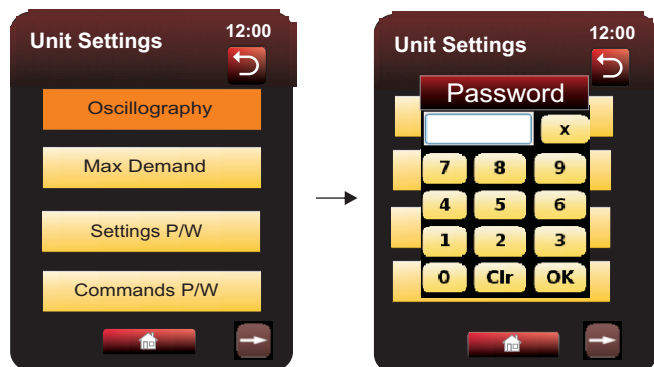 Unit Settings 12:00
Oscillography
Max Demand
Settings P/W
Commands P/W
Unit Settings 12:00
Password
x
7 8 9
4 5 6
1 2 3
0 Clr OK